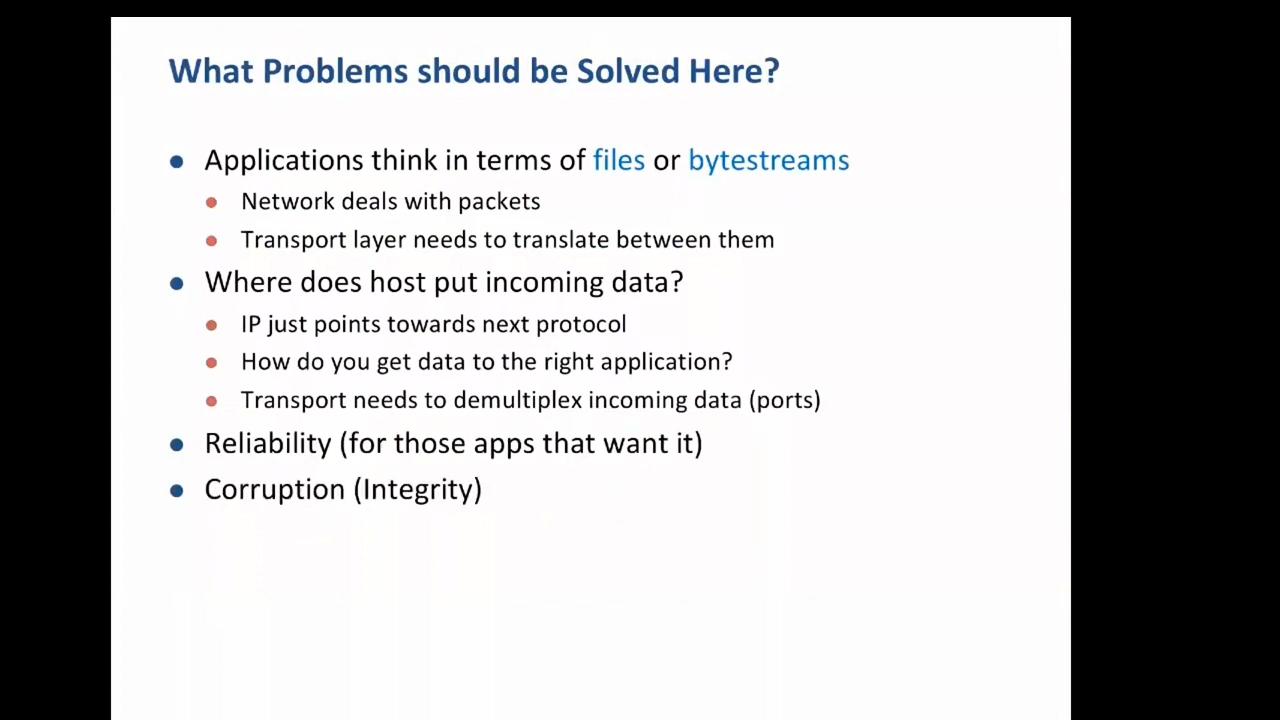 What Problems should be Solved Here?
Applications think in terms of files or bytestreams
Network deals with packets
Transport layer needs to translate between them
Where does host put incoming data?
IP just points towards next protocol
How do you get data to the right application?
Transport needs to demultiplex incoming data (ports)
Reliability (for those apps that want it)
Corruption (Integrity)